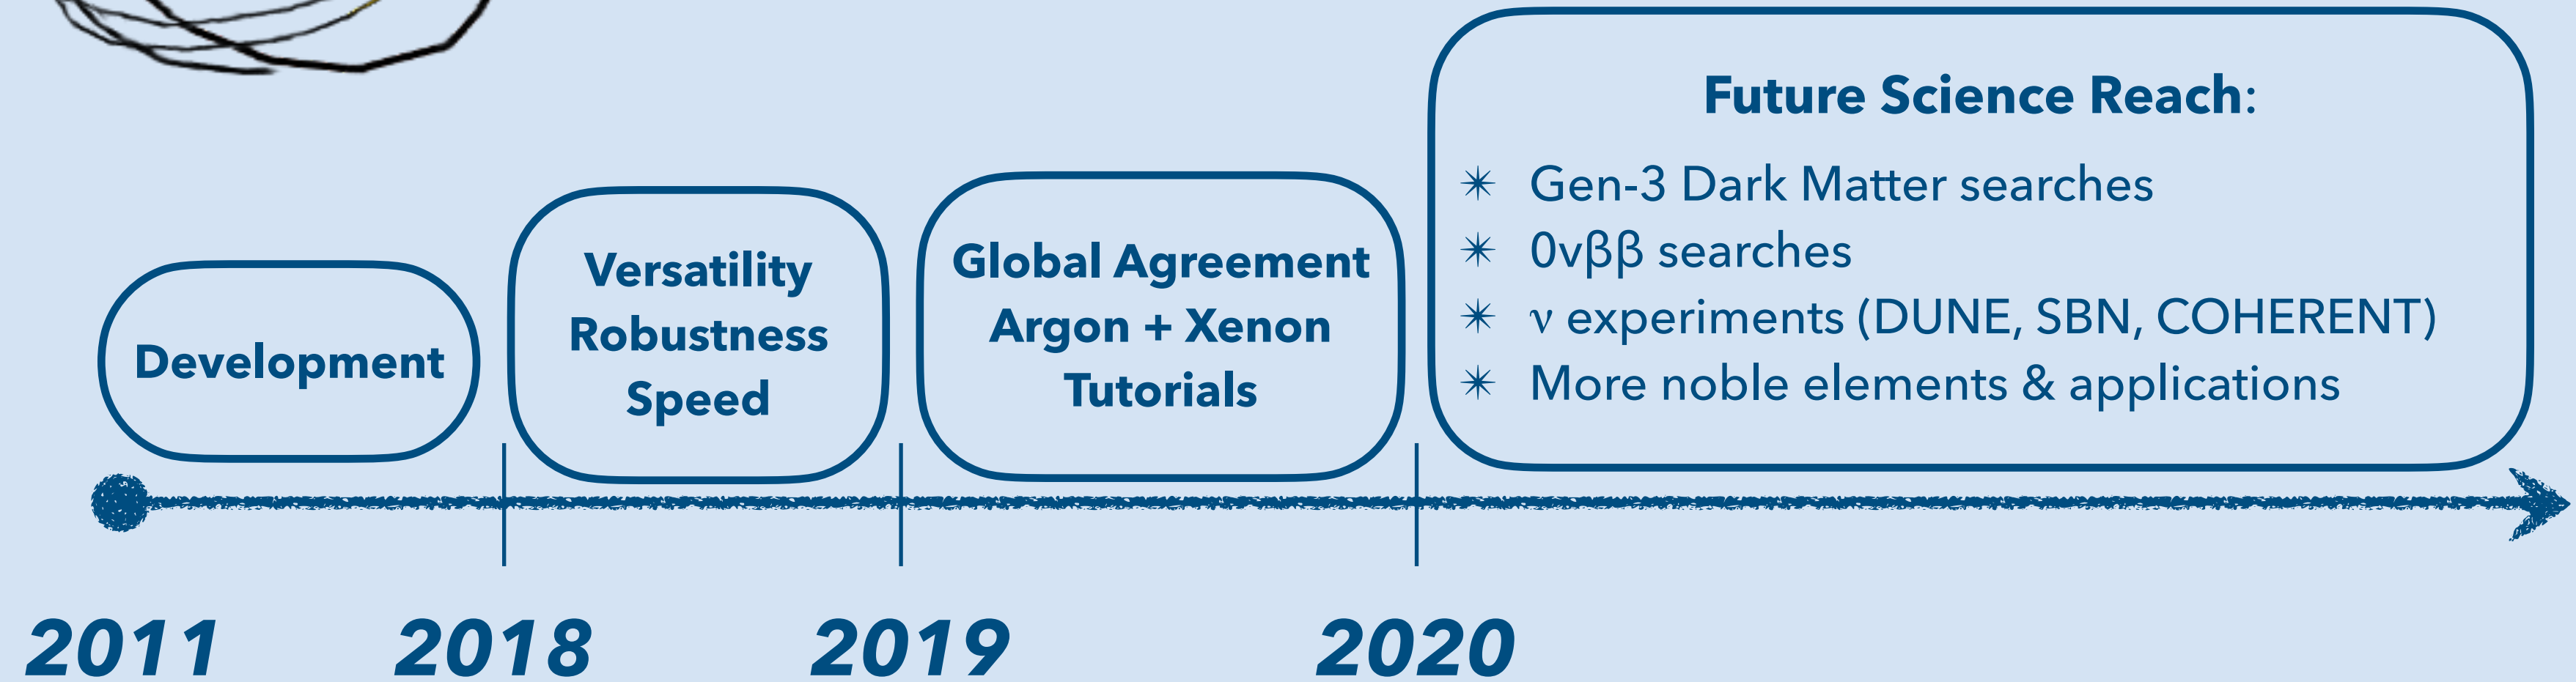 Future Science Reach:
✴ Gen-3 Dark Matter searches
✴ 0νββ searches
✴ ν experiments (DUNE, SBN, COHERENT)
✴ More noble elements & applications
Development
Versatility
Robustness
Speed
Global Agreement
Argon + Xenon
Tutorials
2011
2018
2019
2020